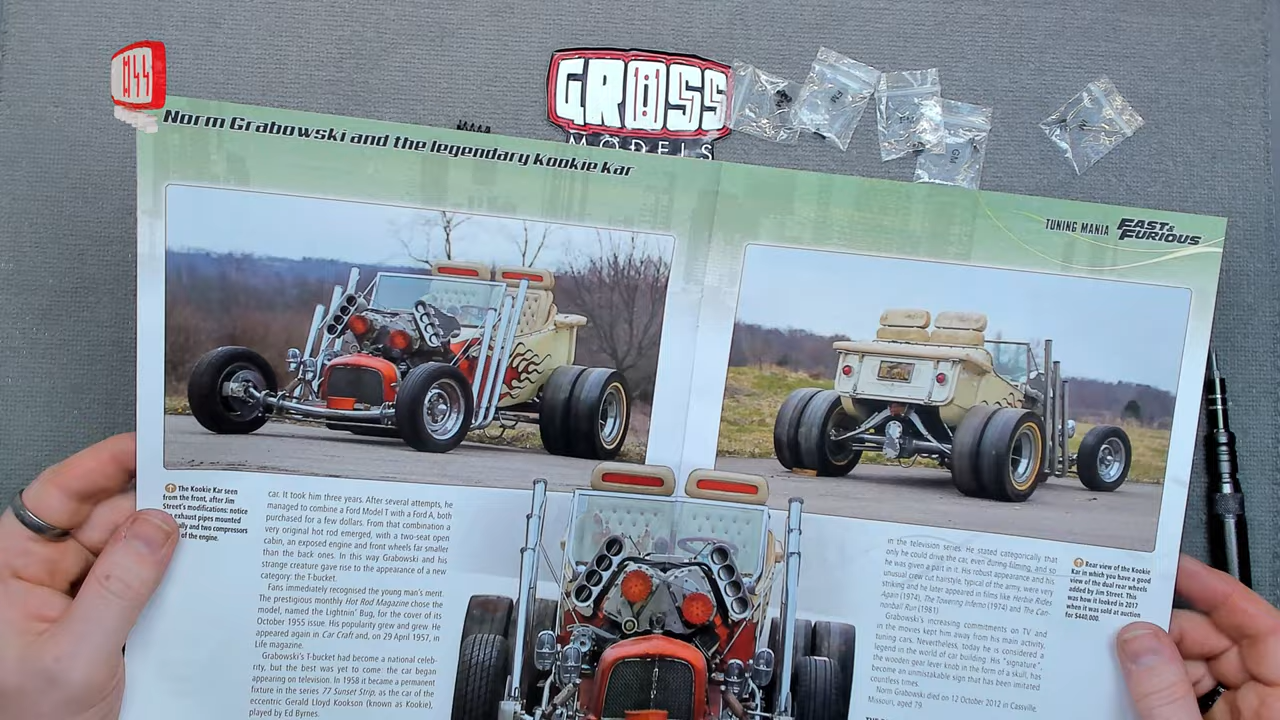 GROSS
MODELS
Norm Grabowski and the legendary Kookie Kar
TUNING MANIA FAST & FURIOUS
The Kookie Kar seen
from the front, after Jim
Street's modifications: notice
exhaust pipes mounted
and two compressors
of the engine.
car. It took him three years. After several attempts, he
managed to combine a Ford Model T with a Ford A, both
purchased for a few dollars. From that combination a
very original hot rod emerged, with a two-seat open
cabin, an exposed engine and front wheels far smaller
than the back ones. In this way Grabowski and his
strange creature gave rise to the appearance of a new
category: the T-bucket.
Fans immediately recognised the young man's merit.
The prestigious monthly Hot Rod Magazine chose the
model, named the Lightnin' Bug, for the cover of its
October 1955 issue. His popularity grew and grew. He
appeared again in Car Craft and, on 29 April 1957, in
Life magazine.
Grabowski's T-bucket had become a national celeb-
rity, but the best was yet to come: the car began
appearing on television. In 1958 it became a permanent
fixture in the series 77 Sunset Strip, as the car of the
eccentric Gerald Lloyd Kookson (known as Kookie),
played by Ed Byrnes.
in the television series. He stated categorically that
only he could drive the car, even during filming, and so
he was given a part in it. His robust appearance and his
unusual crew cut hairstyle, typical of the army, were very
striking and he later appeared in films like Herbie Rides
Again (1974), The Towering Inferno (1974) and The Can-
nonball Run (1981)
Grabowski's increasing commitments on TV and
in the movies kept him away from his main activity,
tuning cars. Nevertheless, today he is considered a
legend in the world of car building. His "signature",
the wooden gear lever knob in the form of a skull, has
become an unmistakable sign that has been imitated
countless times.
Norm Grabowski died on 12 October 2012 in Cassville,
Missouri, aged 79
Rear view of the Kookie
Kar in which you have a good
view of the dual rear wheels
added by Jim Street. This
was how it looked in 2017
when it was sold at auction
for $440,000.